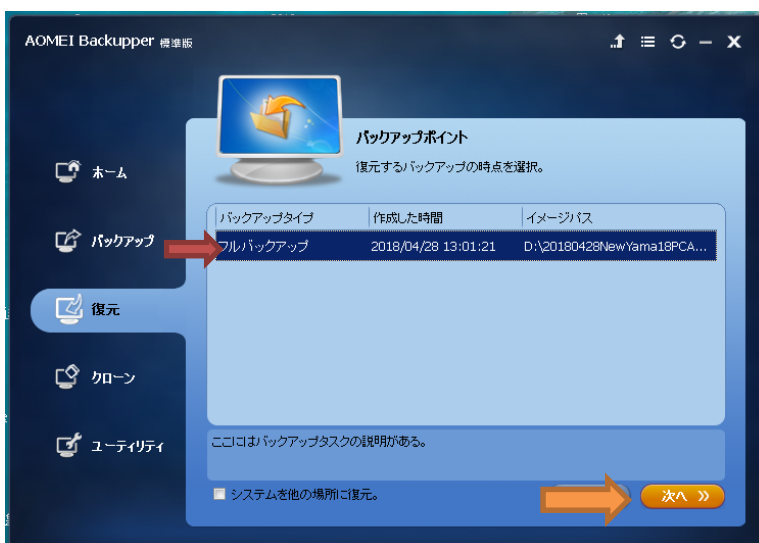 AOMEI Backupper 標準版
バックアップポイント
復元するバックアップの時点を選択。
ホーム
バックアップ
復元
クローン
ユーティリティ
バックアップタイプ 作成した時間 イメージパス
フルバックアップ 2018/04/28 13:01:21 D:\20180428NewYama18PCA...
ここにはバックアップタスクの説明がある。
システムを他の場所に復元。
次へ